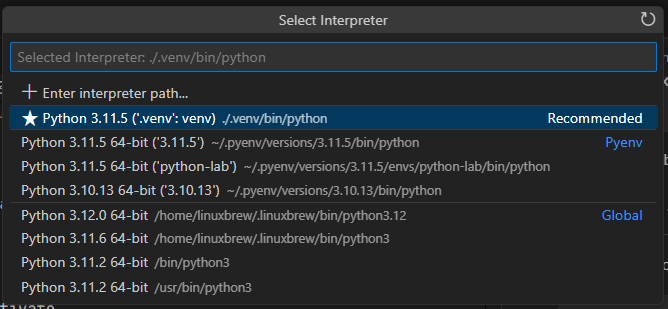 Select Interpreter
Selected Interpreter: ./.venv/bin/python
+ Enter interpreter path...
★ Python 3.11.5 ('.venv': venv) ./.venv/bin/python Recommended
Python 3.11.5 64-bit ('3.11.5') ~/.pyenv/versions/3.11.5/bin/python Pyenv
Python 3.11.5 64-bit ('python-lab') ~/.pyenv/versions/3.11.5/envs/python-lab/bin/python
Python 3.10.13 64-bit ('3.10.13') ~/.pyenv/versions/3.10.13/bin/python
Python 3.12.0 64-bit /home/linuxbrew/.linuxbrew/bin/python3.12 Global
Python 3.11.6 64-bit /home/linuxbrew/.linuxbrew/bin/python3
Python 3.11.2 64-bit /bin/python3
Python 3.11.2 64-bit /usr/bin/python3